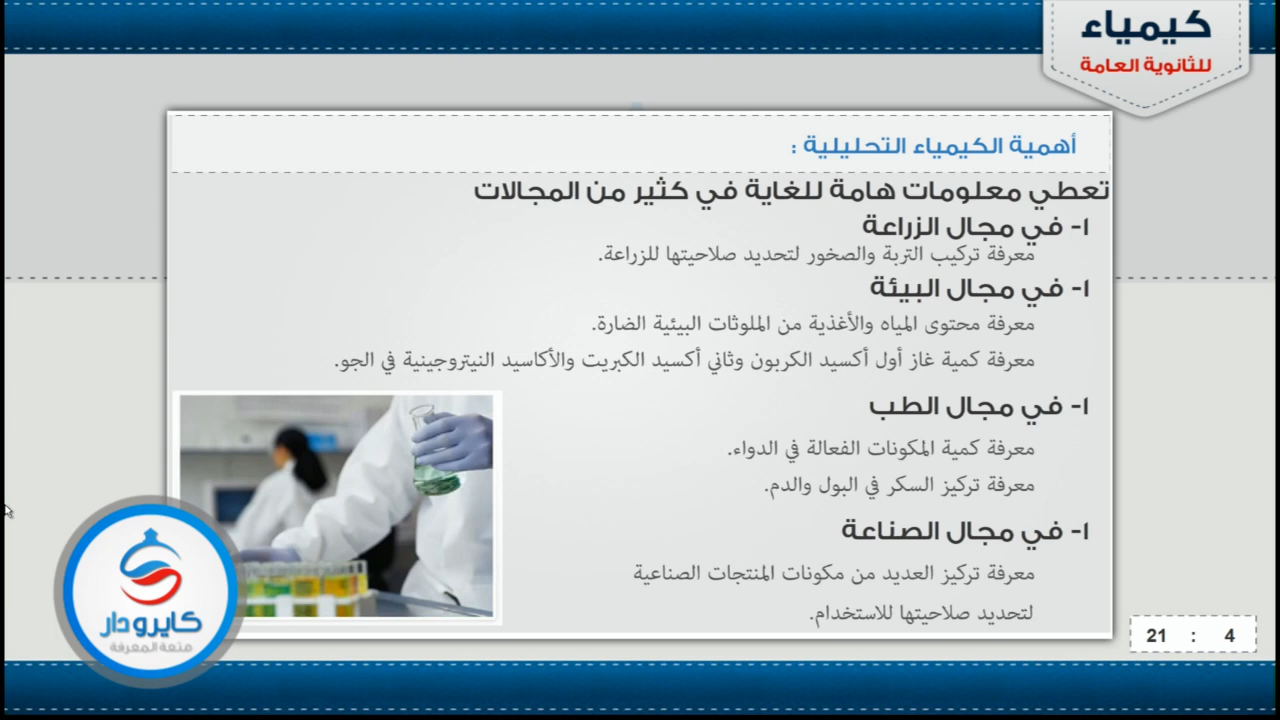 كيمياء
للثانوية العامة
أهمية الكيمياء التحليلية :
تعطي معلومات هامة للغاية في كثير من المجالات
١- في مجال الزراعة
معرفة تركيب التربة والصخور لتحديد صلاحيتها للزراعة.
١- في مجال البيئة
معرفة محتوى المياه والأغذية من الملوثات البيئية الضارة.
معرفة كمية غاز أول أكسيد الكربون وثاني أكسيد الكبريت والأكاسيد النيتروجينية في الجو.
١- في مجال الطب
معرفة كمية المكونات الفعالة في الدواء.
معرفة تركيز السكر في البول والدم.
١- في مجال الصناعة
معرفة تركيز العديد من مكونات المنتجات الصناعية
لتحديد صلاحيتها للاستخدام.
كايرودار
متعة المعرفة
21 : 4